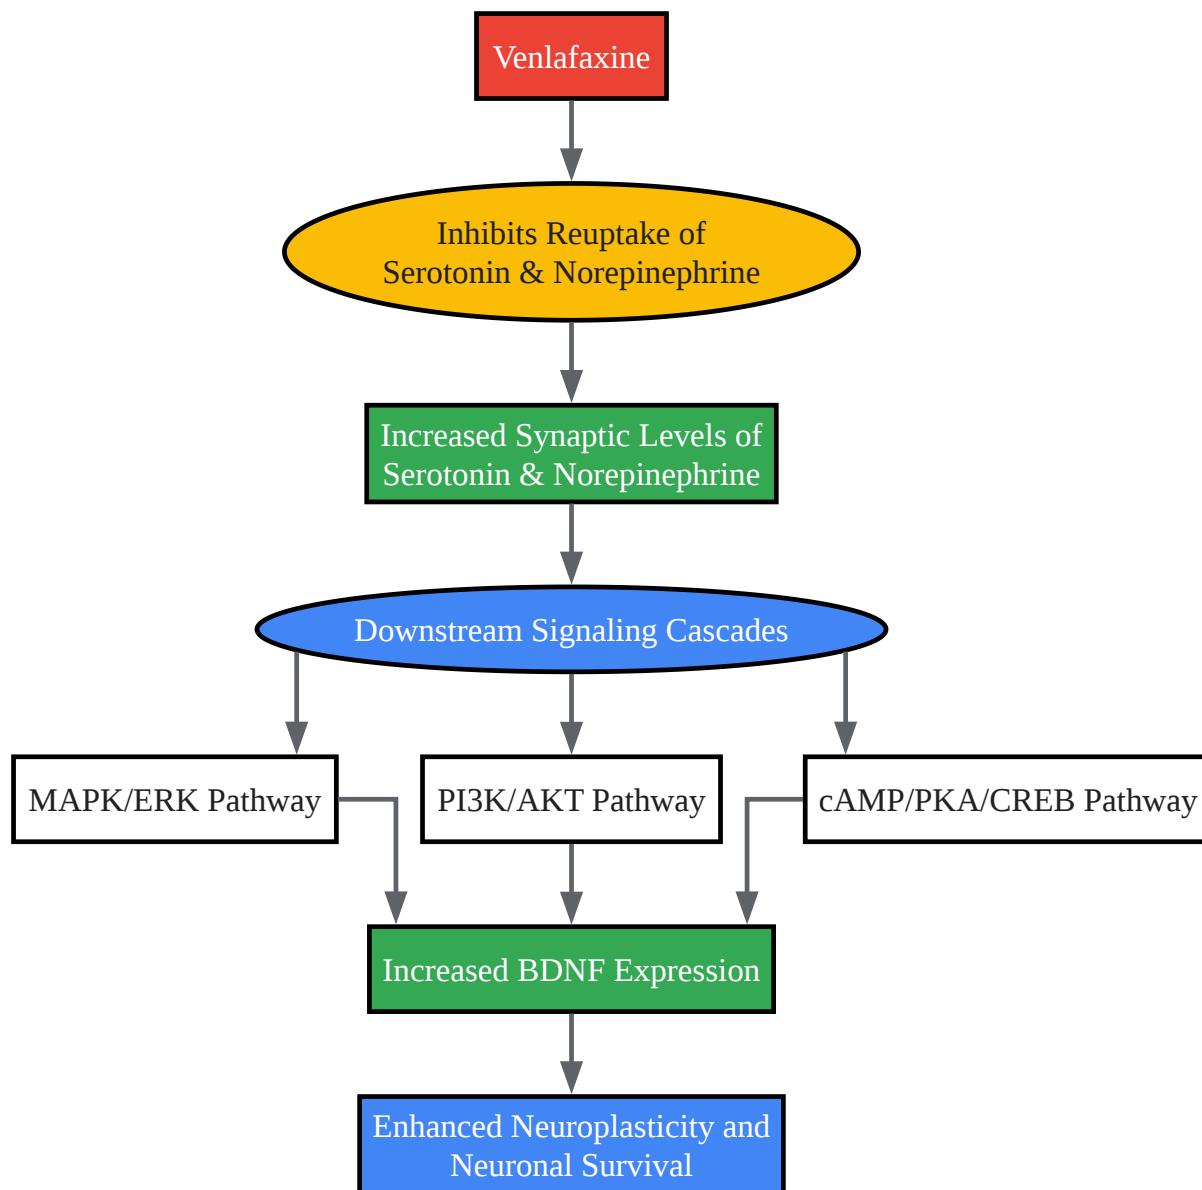 Venlafaxine
Inhibits Reuptake of
Serotonin & Norepinephrine
Increased Synaptic Levels of
Serotonin & Norepinephrine
Downstream Signaling Cascades
MAPK/ERK Pathway
PI3K/AKT Pathway
cAMP/PKA/CREB Pathway
Increased BDNF Expression
Enhanced Neuroplasticity and
Neuronal Survival